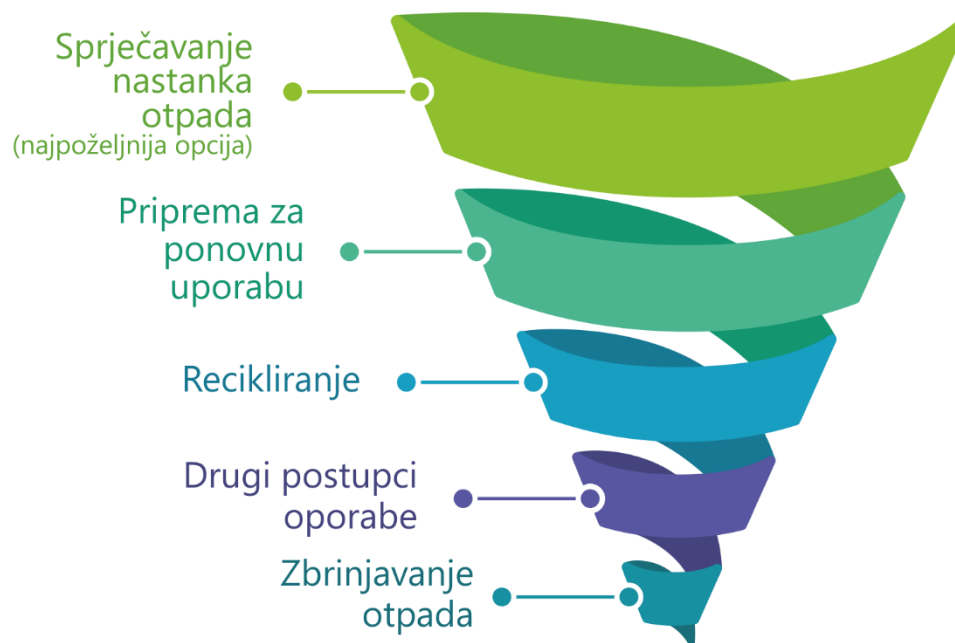 Sprječavanje
nastanka
otpada
(najpoželjnija opcija)
Priprema za
ponovnu
uporabu
Recikliranje
Drugi postupci
oporabe
Zbrinjavanje
otpada